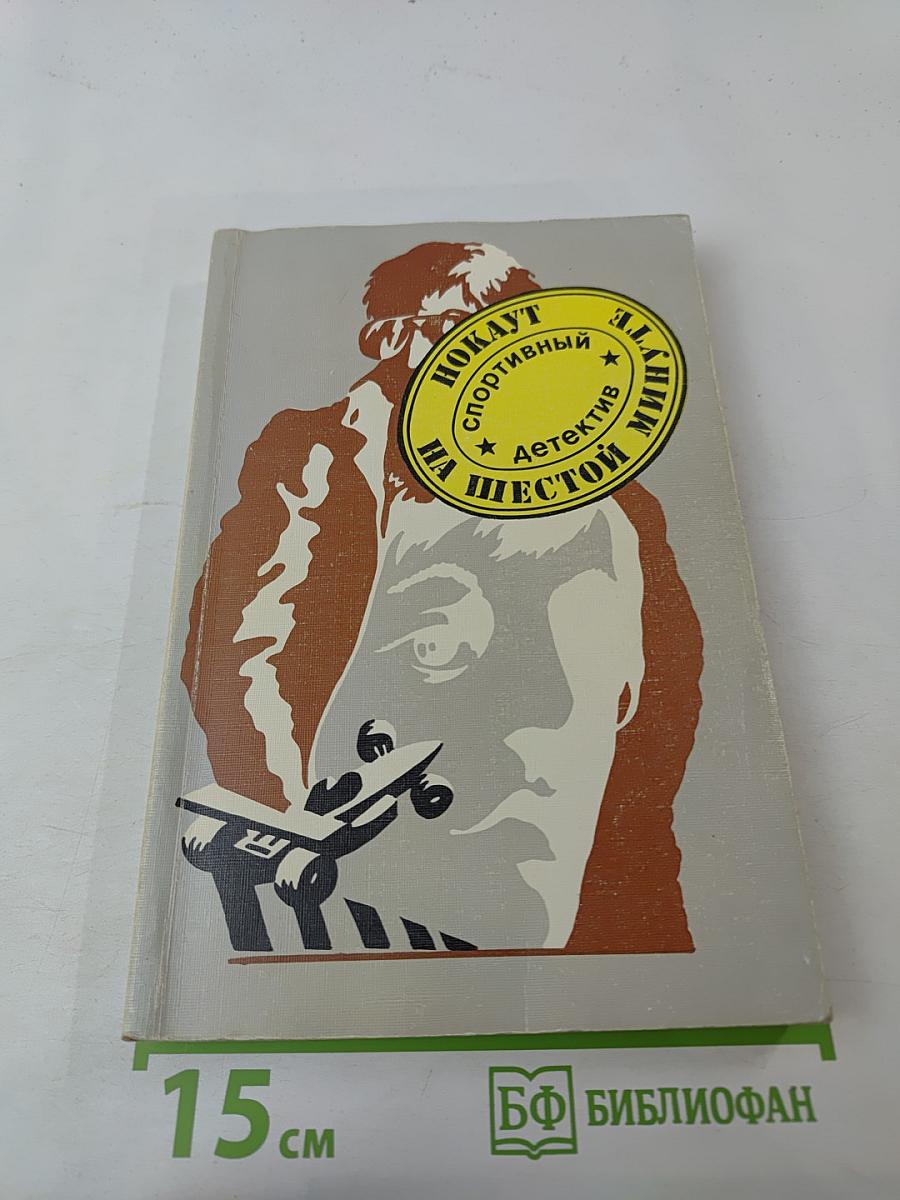 НОКАУТ
НА ШЕСТОЙ МИНУТЕ
спортивный
★ детектив ★
15 см
БФ БИБЛИОФАН